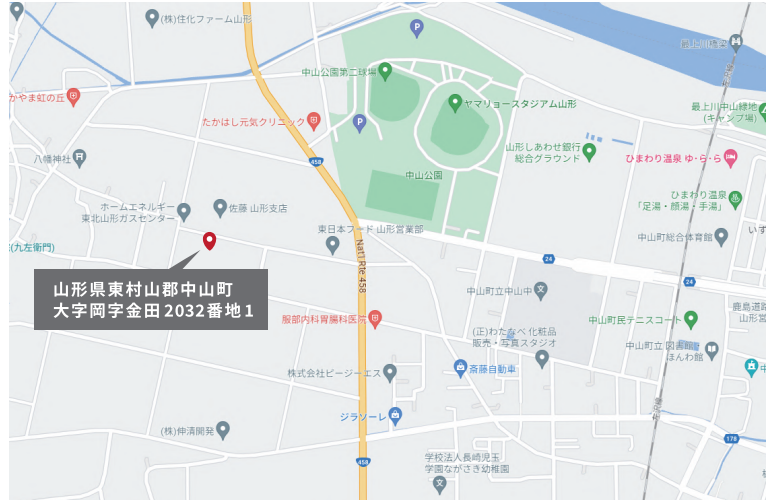 (株)住化ファーム山形
P
最上川橋梁
中山公園第二球場
かやま虹の丘
ヤマリョースタジアム山形
最上川中山緑地
(キャンプ場)
たかはし元気クリニック
P
山形しあわせ銀行
総合グラウンド
ひまわり温泉 ゆ・ら・ら
八幡神社
458
中山公園
ひまわり温泉
「足湯・顔湯・手湯」
ホームエネルギー
東北山形ガスセンター
佐藤 山形支店
東日本フード 山形営業部
中山町総合体育館
いず
(九左衛門)
Nat'l Rte 458
24
24
山形県東村山郡中山町
大字岡字金田2032番地1
中山町立中山中
鹿島道路
山形営
服部内科胃腸科医院
(正)わたなべ 化粧品
販売・写真スタジオ
中山町民テニスコート
中山町立 図書館
ほんわ館
株式会社ピージーエス
斎藤自動車
中
ジラソーレ
(株)伸清開発
178
458
学校法人長崎児玉
学園ながさき幼稚園